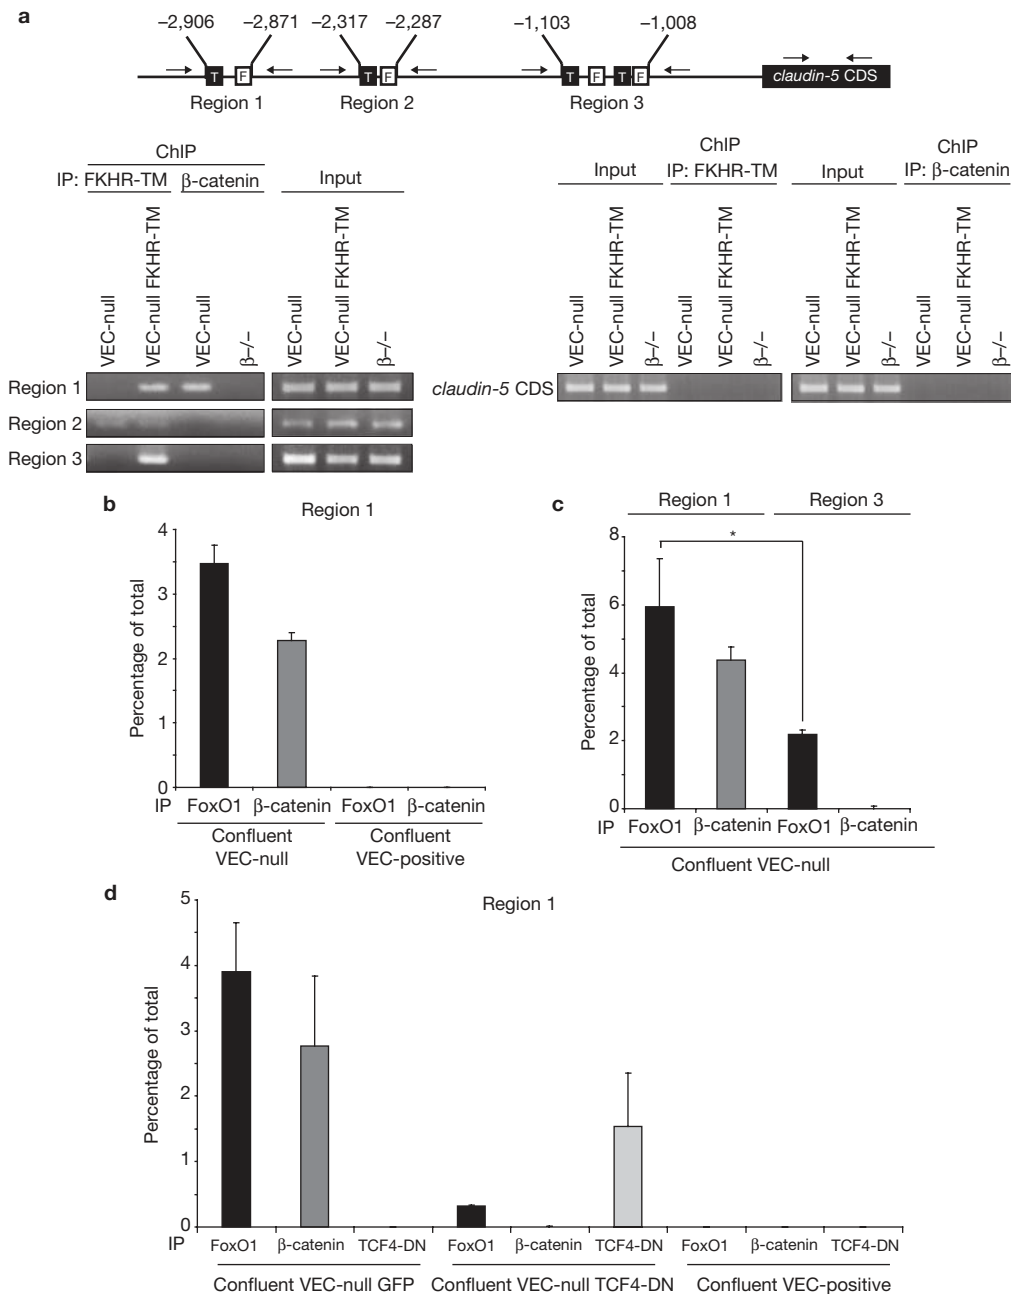 a
–2,906 –2,871 –2,317 –2,287 –1,103 –1,008
T F T F T F T F claudin-5 CDS
Region 1 Region 2 Region 3
ChIP
IP: FKHR-TM β-catenin Input
VEC-null
VEC-null FKHR-TM
VEC-null
β–/–
VEC-null
VEC-null FKHR-TM
β–/–
Region 1
Region 2
Region 3
Input
ChIP
IP: FKHR-TM
Input
ChIP
IP: β-catenin
VEC-null
VEC-null FKHR-TM
β–/–
VEC-null
VEC-null FKHR-TM
β–/–
VEC-null
VEC-null FKHR-TM
β–/–
VEC-null
VEC-null FKHR-TM
β–/–
claudin-5 CDS
b
Region 1
Percentage of total
4
3
2
1
0
IP FoxO1 β-catenin FoxO1 β-catenin
Confluent
VEC-null
Confluent
VEC-positive
c
Region 1 Region 3
*
Percentage of total
8
6
4
2
0
IP FoxO1 β-catenin FoxO1 β-catenin
Confluent VEC-null
d
Region 1
Percentage of total
5
4
3
2
1
0
IP FoxO1 β-catenin TCF4-DN FoxO1 β-catenin TCF4-DN FoxO1 β-catenin TCF4-DN
Confluent VEC-null GFP Confluent VEC-null TCF4-DN Confluent VEC-positive